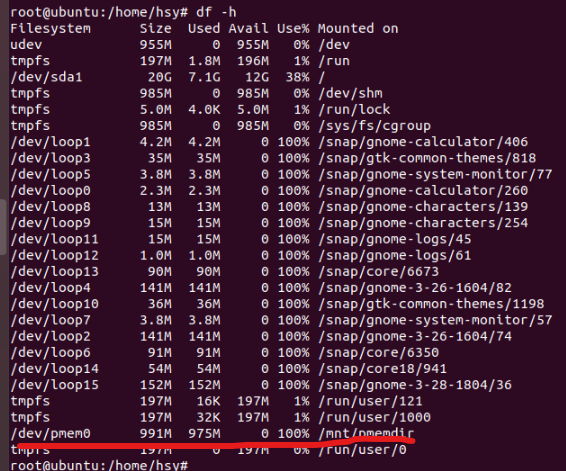 root@ubuntu:/home/hsy# df -h
Filesystem Size Used Avail Use% Mounted on
udev 955M 0 955M 0% /dev
tmpfs 197M 1.8M 196M 1% /run
/dev/sda1 20G 7.1G 12G 38% /
tmpfs 985M 0 985M 0% /dev/shm
tmpfs 5.0M 4.0K 5.0M 1% /run/lock
tmpfs 985M 0 985M 0% /sys/fs/cgroup
/dev/loop1 4.2M 4.2M 0 100% /snap/gnome-calculator/406
/dev/loop3 35M 35M 0 100% /snap/gtk-common-themes/818
/dev/loop5 3.8M 3.8M 0 100% /snap/gnome-system-monitor/77
/dev/loop0 2.3M 2.3M 0 100% /snap/gnome-calculator/260
/dev/loop8 13M 13M 0 100% /snap/gnome-characters/139
/dev/loop9 15M 15M 0 100% /snap/gnome-characters/254
/dev/loop11 15M 15M 0 100% /snap/gnome-logs/45
/dev/loop12 1.0M 1.0M 0 100% /snap/gnome-logs/61
/dev/loop13 90M 90M 0 100% /snap/core/6673
/dev/loop4 141M 141M 0 100% /snap/gnome-3-26-1604/82
/dev/loop10 36M 36M 0 100% /snap/gtk-common-themes/1198
/dev/loop7 3.8M 3.8M 0 100% /snap/gnome-system-monitor/57
/dev/loop2 141M 141M 0 100% /snap/gnome-3-26-1604/74
/dev/loop6 91M 91M 0 100% /snap/core/6350
/dev/loop14 54M 54M 0 100% /snap/core18/941
/dev/loop15 152M 152M 0 100% /snap/gnome-3-28-1804/36
tmpfs 197M 16K 197M 1% /run/user/121
tmpfs 197M 32K 197M 1% /run/user/1000
/dev/pmem0 991M 975M 0 100% /mnt/pmemdir
tmpfs 197M 0 197M 0% /run/user/0
root@ubuntu:/home/hsy#